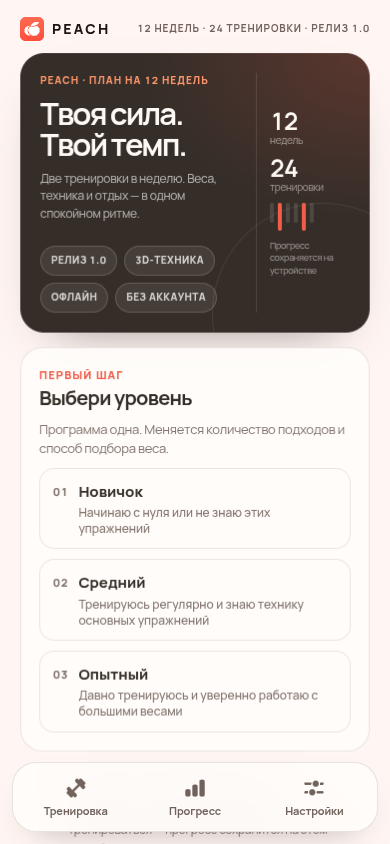 PEACH
12 НЕДЕЛЬ · 24 ТРЕНИРОВКИ · РЕЛИЗ 1.0
PEACH · ПЛАН НА 12 НЕДЕЛЬ
Твоя сила.
Твой темп.
Две тренировки в неделю. Веса,
техника и отдых — в одном
спокойном ритме.
РЕЛИЗ 1.0
3D-ТЕХНИКА
ОФЛАЙН
БЕЗ АККАУНТА
12
недель
24
тренировки
Прогресс
сохраняется на
устройстве
ПЕРВЫЙ ШАГ
Выбери уровень
Программа одна. Меняется количество подходов и
способ подбора веса.
01 Новичок
Начинаю с нуля или не знаю этих
упражнений
02 Средний
Тренируюсь регулярно и знаю технику
основных упражнений
03 Опытный
Давно тренируюсь и уверенно работаю с
большими весами
Тренировка
Прогресс
Настройки